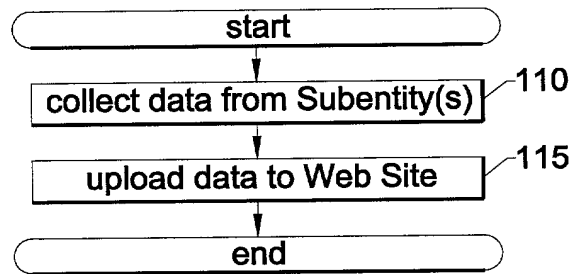 start
collect data from Subentity(s) 110
upload data to Web Site 115
end